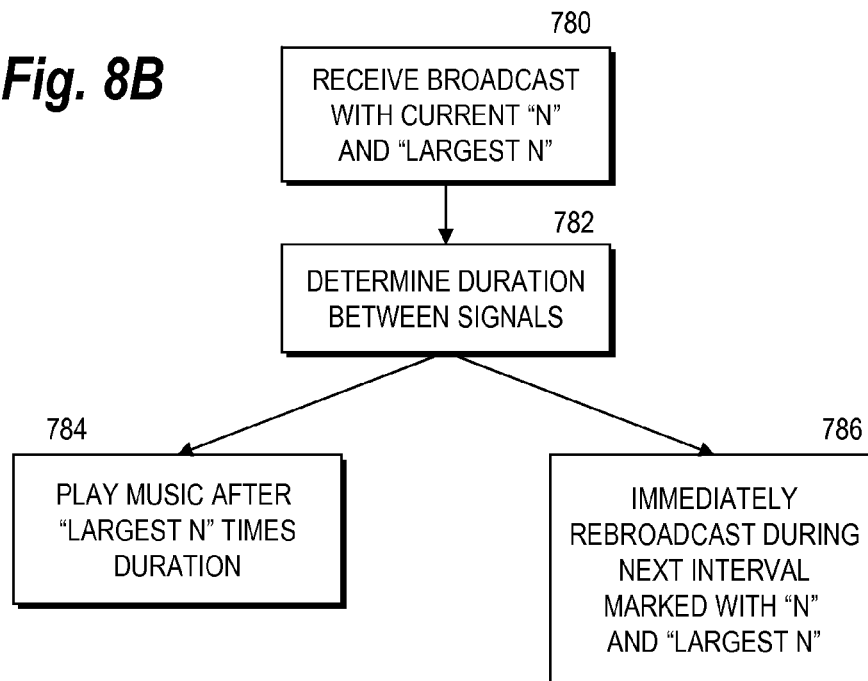 Fig. 8B
780
RECEIVE BROADCAST
WITH CURRENT “N”
AND “LARGEST N”
782
DETERMINE DURATION
BETWEEN SIGNALS
784
PLAY MUSIC AFTER
“LARGEST N” TIMES
DURATION
786
IMMEDIATELY
REBROADCAST DURING
NEXT INTERVAL
MARKED WITH “N”
AND “LARGEST N”